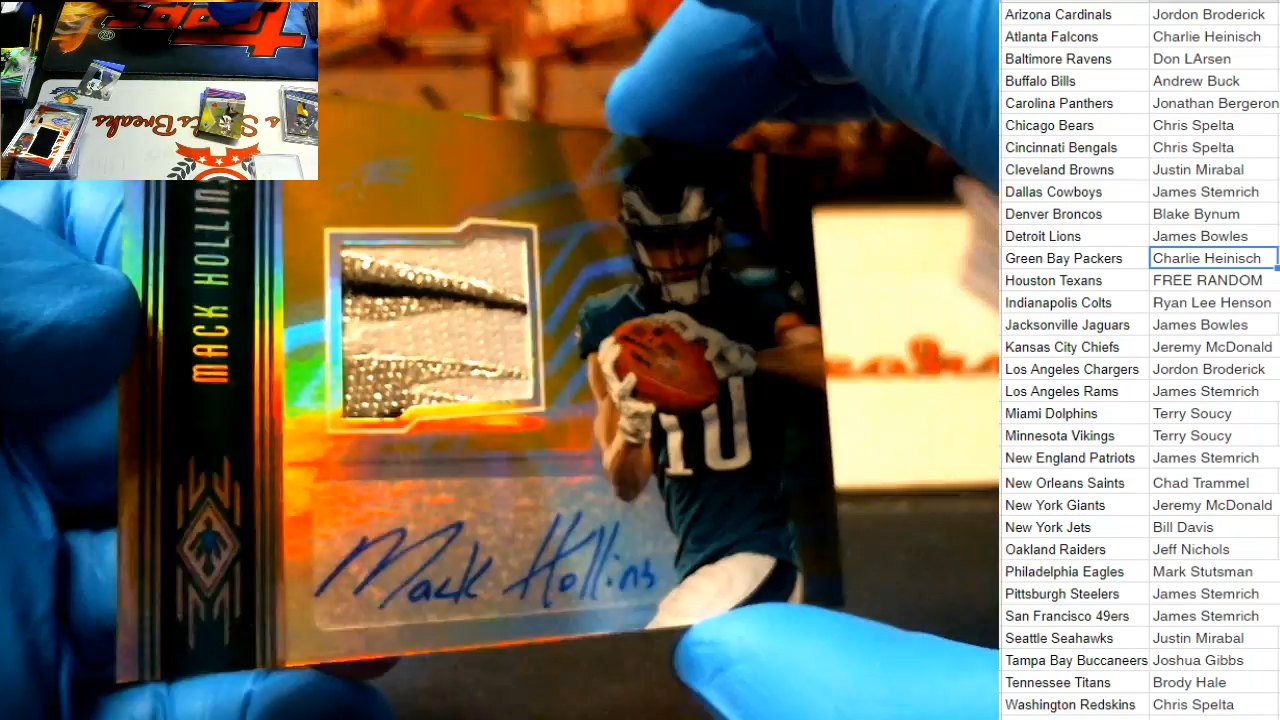 Breaks
MACK HOLLIN
10
Mack Hollins
Arizona Cardinals Jordon Broderick
Atlanta Falcons Charlie Heinisch
Baltimore Ravens Don LArsen
Buffalo Bills Andrew Buck
Carolina Panthers Jonathan Bergeron
Chicago Bears Chris Spelta
Cincinnati Bengals Chris Spelta
Cleveland Browns Justin Mirabal
Dallas Cowboys James Stemrich
Denver Broncos Blake Bynum
Detroit Lions James Bowles
Green Bay Packers Charlie Heinisch
Houston Texans FREE RANDOM
Indianapolis Colts Ryan Lee Henson
Jacksonville Jaguars James Bowles
Kansas City Chiefs Jeremy McDonald
Los Angeles Chargers Jordon Broderick
Los Angeles Rams James Stemrich
Miami Dolphins Terry Soucy
Minnesota Vikings Terry Soucy
New England Patriots James Stemrich
New Orleans Saints Chad Trammel
New York Giants Jeremy McDonald
New York Jets Bill Davis
Oakland Raiders Jeff Nichols
Philadelphia Eagles Mark Stutsman
Pittsburgh Steelers James Stemrich
San Francisco 49ers James Stemrich
Seattle Seahawks Justin Mirabal
Tampa Bay Buccaneers Joshua Gibbs
Tennessee Titans Brody Hale
Washington Redskins Chris Spelta